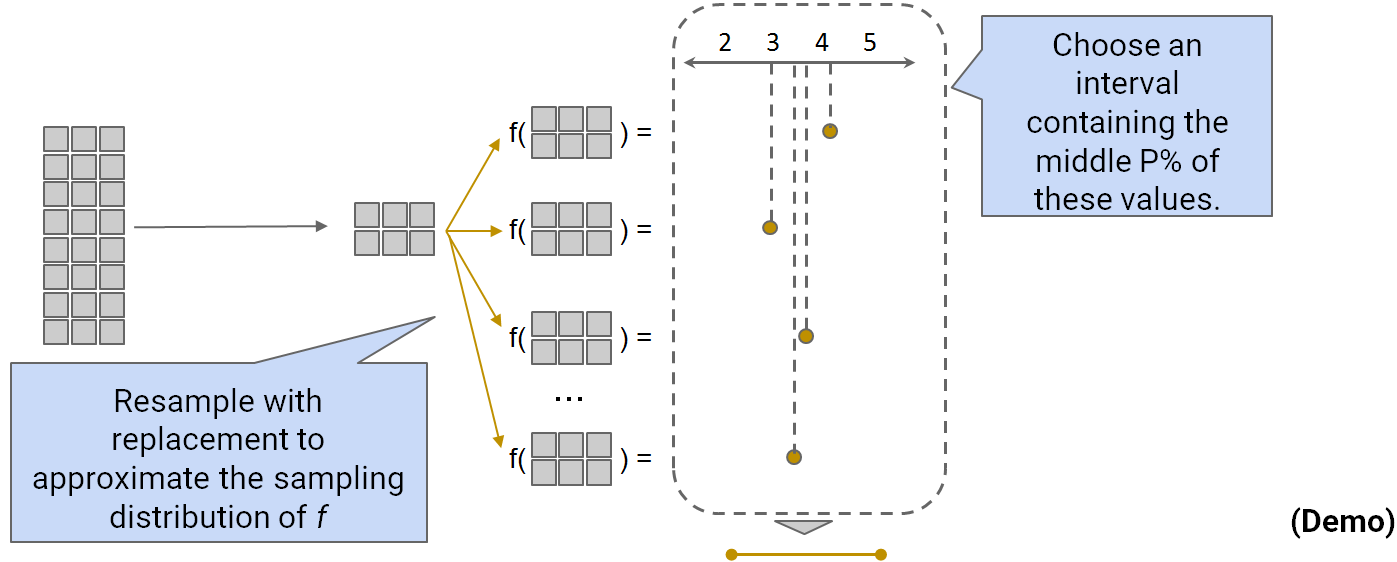 2 3 4 5
Choose an
interval
containing the
middle P% of
these values.
f( ) =
f( ) =
f( ) =
...
f( ) =
Resample with
replacement to
approximate the sampling
distribution of f
(Demo)